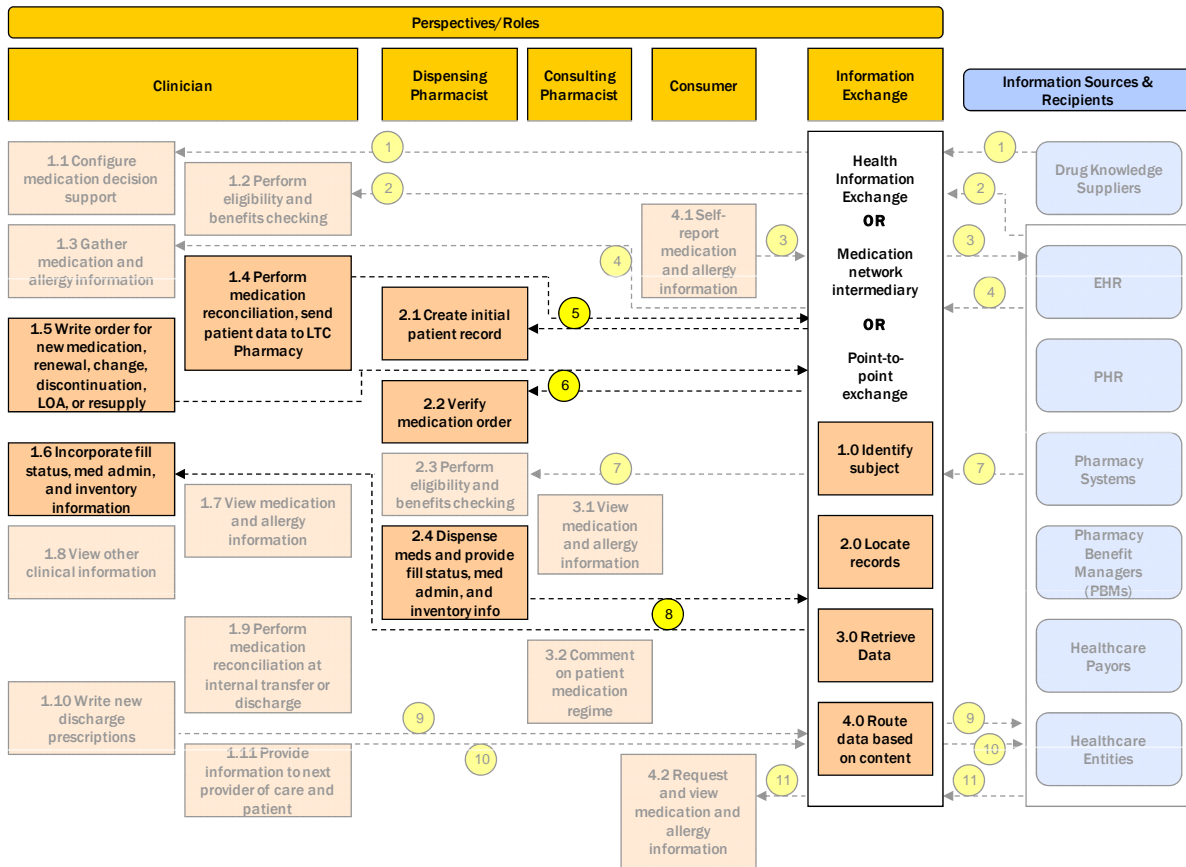 Perspectives/Roles
Clinician
Dispensing
Pharmacist
Consulting
Pharmacist
Consumer
Information
Exchange
Information Sources &
Recipients
1.1 Configure
medication decision
support
1.2 Perform
eligibility and
benefits checking
1.3 Gather
medication and
allergy information
1.4 Perform
medication
reconciliation, send
patient data to LTC
Pharmacy
1.5 Write order for
new medication,
renewal, change,
discontinuation,
LOA, or resupply
1.6 Incorporate fill
status, med admin,
and inventory
information
1.7 View medication
and allergy
information
1.8 View other
clinical information
1.9 Perform
medication
reconciliation at
internal transfer or
discharge
1.10 Write new
discharge
prescriptions
1.11 Provide
information to next
provider of care and
patient
2.1 Create initial
patient record
2.2 Verify
medication order
2.3 Perform
eligibility and
benefits checking
2.4 Dispense
meds and provide
fill status, med
admin, and
inventory info
3.1 View
medication
and allergy
information
3.2 Comment
on patient
medication
regime
4.1 Self-
report
medication
and allergy
information
4.2 Request
and view
medication and
allergy
information
1
2
3
4
5
6
7
8
9
10
11
Health
Information
Exchange
OR
Medication
network
intermediary
OR
Point-to-
point
exchange
1.0 Identify
subject
2.0 Locate
records
3.0 Retrieve
Data
4.0 Route
data based
on content
1
2
3
4
7
9
10
11
Drug Knowledge
Suppliers
EHR
PHR
Pharmacy
Systems
Pharmacy
Benefit
Managers
(PBMs)
Healthcare
Payors
Healthcare
Entities